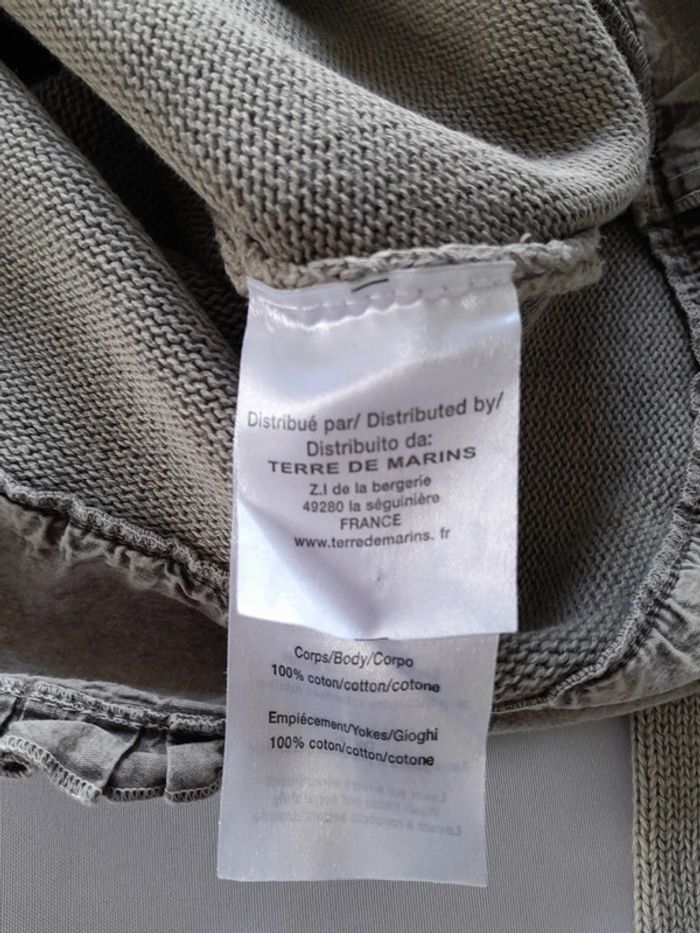 Distribué par/ Distributed by/
Distribuito da:
TERRE DE MARINS
Z.I de la bergerie
49280 la séguinière
FRANCE
www.terredemarins. fr
Corps/Body/Corpo
100% coton/cotton/cotone
Empiécement/Yokes/Gioghi
100% coton/cotton/cotone